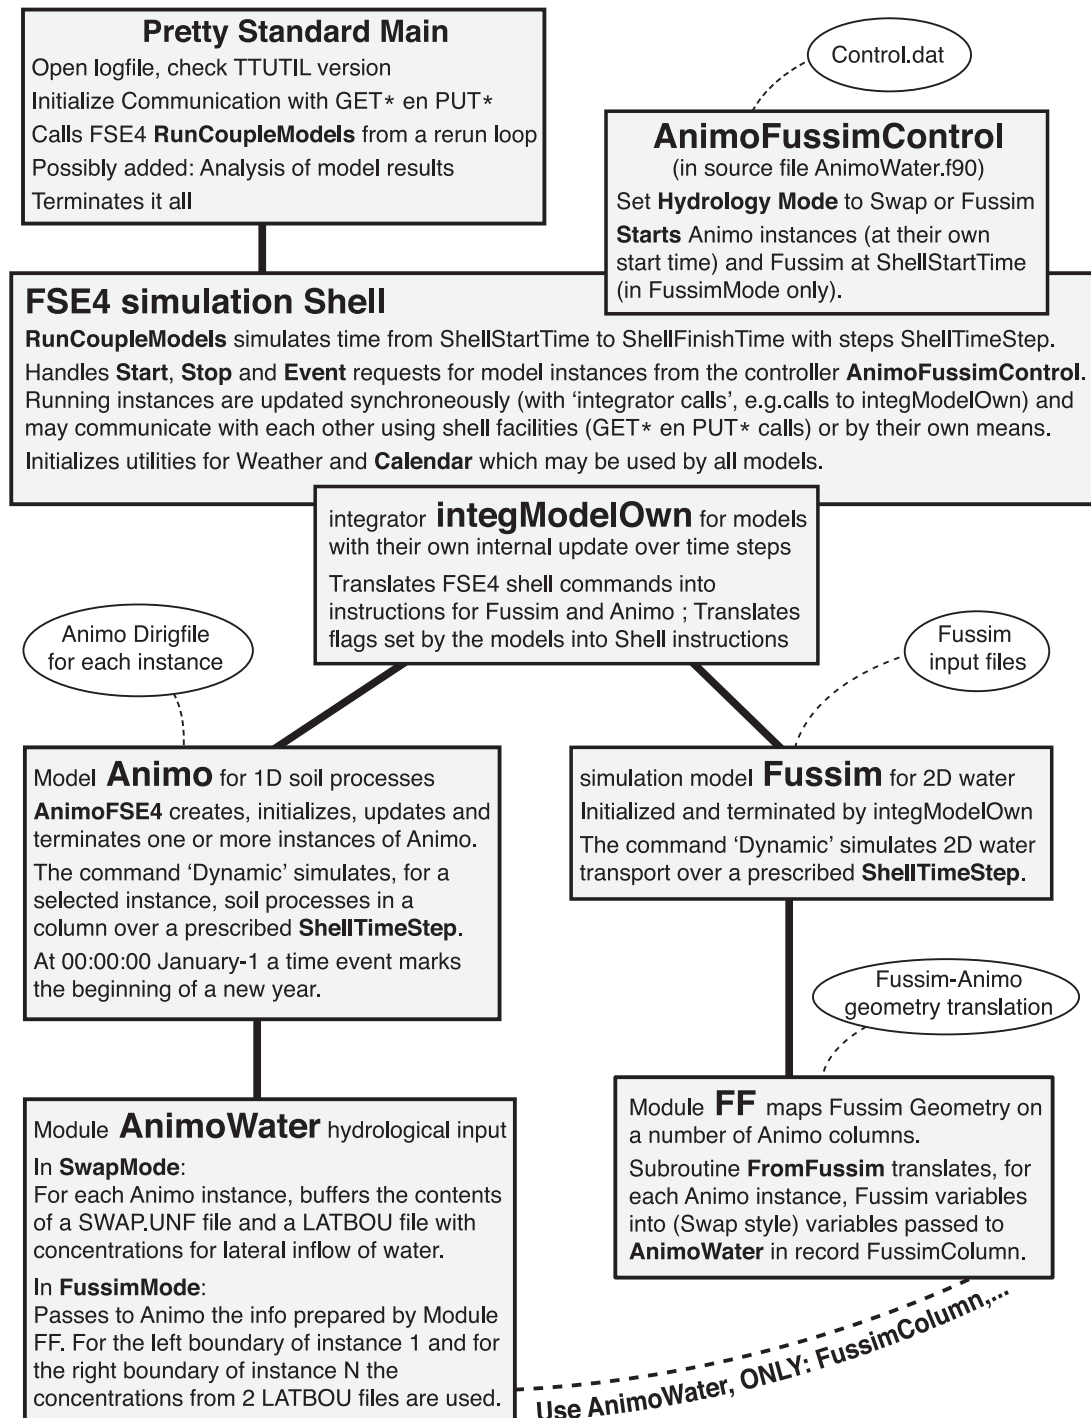 Pretty Standard Main
Open logfile, check TTUTIL version
Initialize Communication with GET* en PUT*
Calls FSE4 RunCoupleModels from a rerun loop
Possibly added: Analysis of model results
Terminates it all
Control.dat
AnimoFussimControl
(in source file AnimoWater.f90)
Set Hydrology Mode to Swap or Fussim
Starts Animo instances (at their own
start time) and Fussim at ShellStartTime
(in FussimMode only).
FSE4 simulation Shell
RunCoupleModels simulates time from ShellStartTime to ShellFinishTime with steps ShellTimeStep.
Handles Start, Stop and Event requests for model instances from the controller AnimoFussimControl.
Running instances are updated synchroneously (with ‘integrator calls’, e.g.calls to integModelOwn) and
may communicate with each other using shell facilities (GET* en PUT* calls) or by their own means.
Initializes utilities for Weather and Calendar which may be used by all models.
integrator integModelOwn for models
with their own internal update over time steps
Translates FSE4 shell commands into
instructions for Fussim and Animo ; Translates
flags set by the models into Shell instructions
Animo Dirigfile
for each instance
Fussim
input files
Model Animo for 1D soil processes
AnimoFSE4 creates, initializes, updates and
terminates one or more instances of Animo.
The command ‘Dynamic’ simulates, for a
selected instance, soil processes in a
column over a prescribed ShellTimeStep.
At 00:00:00 January-1 a time event marks
the beginning of a new year.
simulation model Fussim for 2D water
Initialized and terminated by integModelOwn
The command ‘Dynamic’ simulates 2D water
transport over a prescribed ShellTimeStep.
Fussim-Animo
geometry translation
Module AnimoWater hydrological input
In SwapMode:
For each Animo instance, buffers the contents
of a SWAP.UNF file and a LATBOU file with
concentrations for lateral inflow of water.
In FussimMode:
Passes to Animo the info prepared by Module
FF. For the left boundary of instance 1 and for
the right boundary of instance N the
concentrations from 2 LATBOU files are used.
Module FF maps Fussim Geometry on
a number of Animo columns.
Subroutine FromFussim translates, for
each Animo instance, Fussim variables
into (Swap style) variables passed to
AnimoWater in record FussimColumn.
Use AnimoWater, ONLY: FussimColumn,...